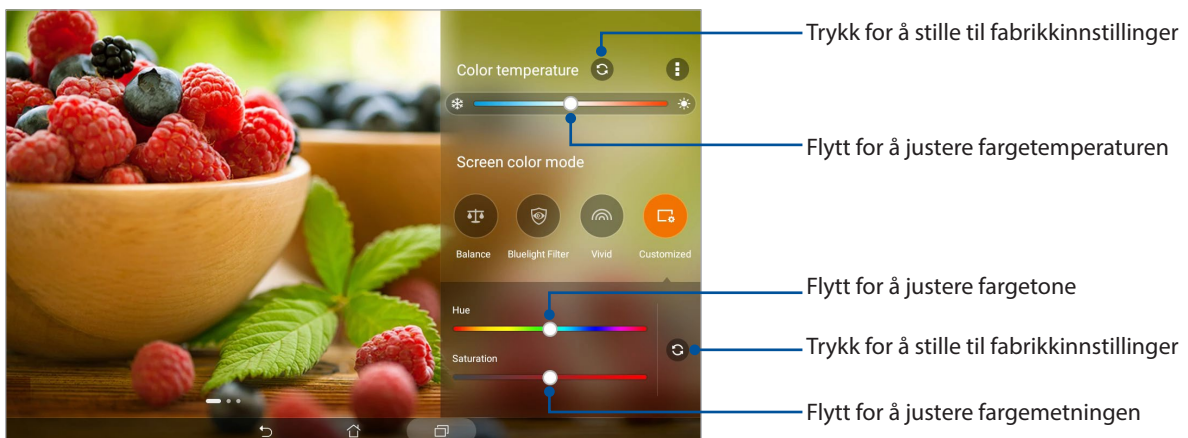 Trykk for å stille til fabrikkinnstillinger
Color temperature
Flytt for å justere fargetemperaturen
Screen color mode
Balance
Bluelight Filter
Vivid
Customized
Flytt for å justere fargetone
Hue
Trykk for å stille til fabrikkinnstillinger
Saturation
Flytt for å justere fargemetningen